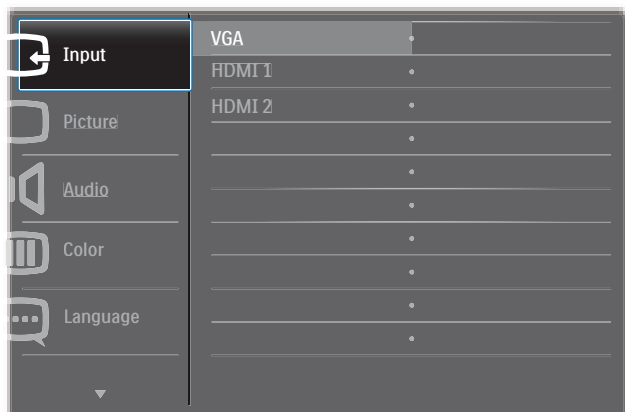 Input
Picture
Audio
Color
Language
VGA
HDMI 1
HDMI 2